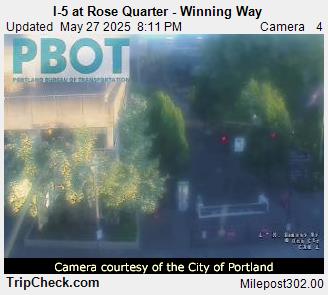 I-5 at Rose Quarter - Winning Way
Updated May 27 2025 8:11 PM Camera 4
PBOT
PORTLAND BUREAU OF TRANSPORTATION
Camera courtesy of the City of Portland
TripCheck.com Milepost302.00